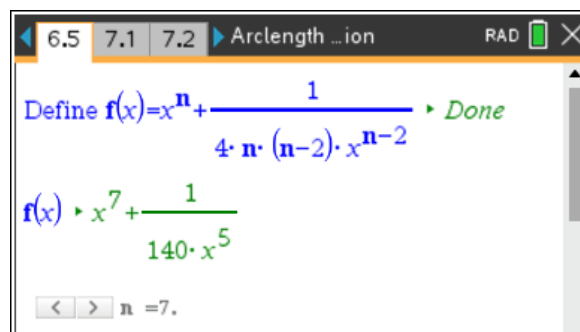 6.5 7.1 7.2 Arclength ...ion RAD
Define f(x)=x^n+1/(4·n·(n−2)·x^(n−2)) ▸ Done
f(x) ▸ x^7+1/(140·x^5)
< > n =7.